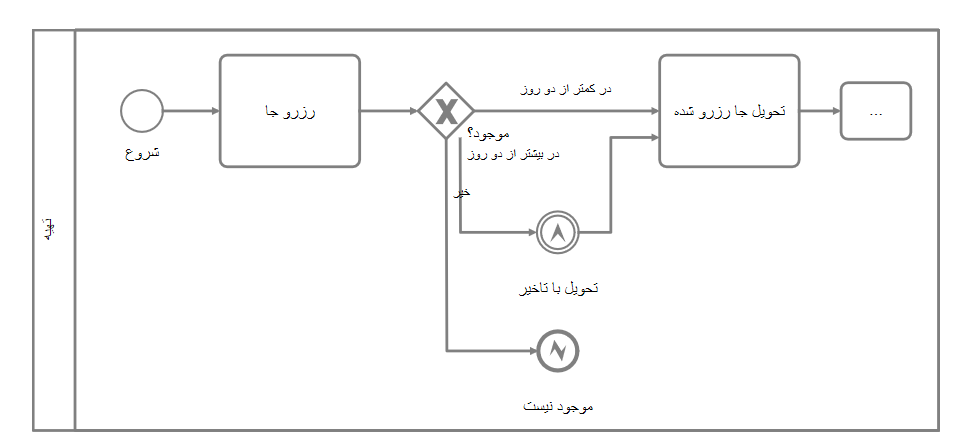 تهیه
شروع
رزرو جا
موجود؟
در کمتر از دو روز
در بیشتر از دو روز
خیر
تحویل جا رزرو شده
...
تحویل با تاخیر
موجود نیست